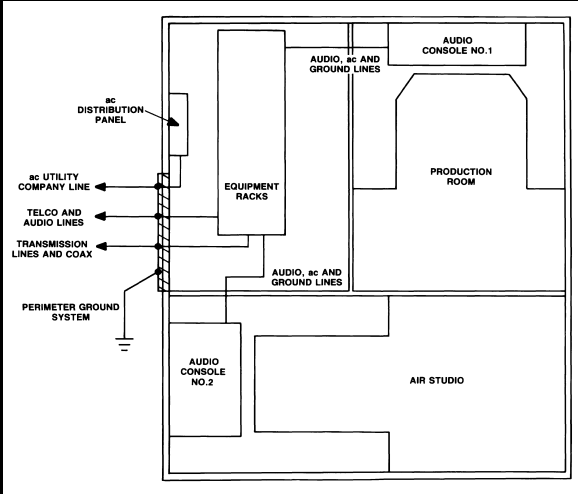 AUDIO
CONSOLE NO.1
AUDIO, ac AND
GROUND LINES
ac
DISTRIBUTION
PANEL
ac UTILITY
COMPANY LINE
EQUIPMENT
RACKS
PRODUCTION
ROOM
TELCO AND
AUDIO LINES
TRANSMISSION
LINES AND COAX
AUDIO, ac AND
GROUND LINES
PERIMETER GROUND
SYSTEM
AUDIO
CONSOLE
NO.2
AIR STUDIO